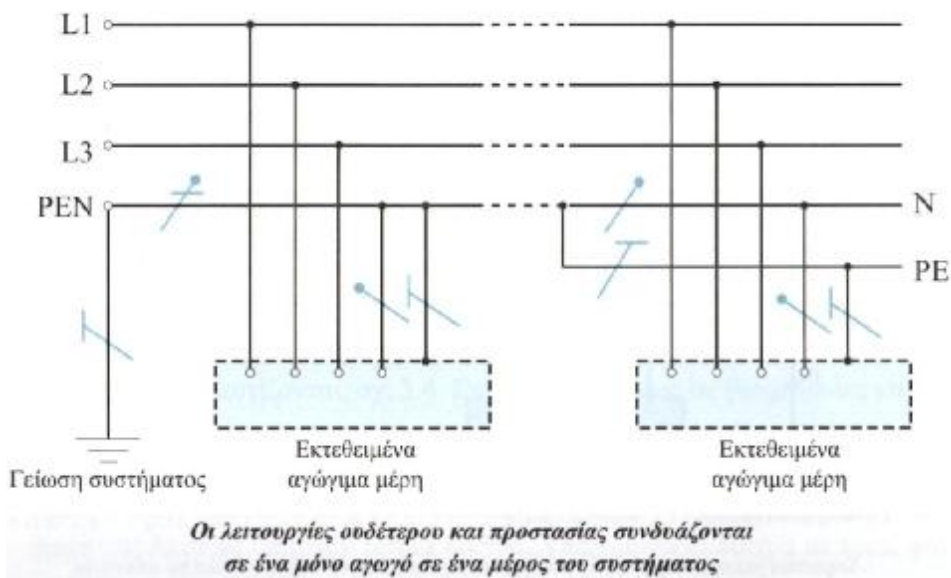 L1
L2
L3
PEN
N
PE
Γείωση συστήματος
Εκτεθειμένα
αγώγιμα μέρη
Εκτεθειμένα
αγώγιμα μέρη
Οι λειτουργίες ουδέτερου και προστασίας συνδυάζονται
σε ένα μόνο αγωγό σε ένα μέρος του συστήματος